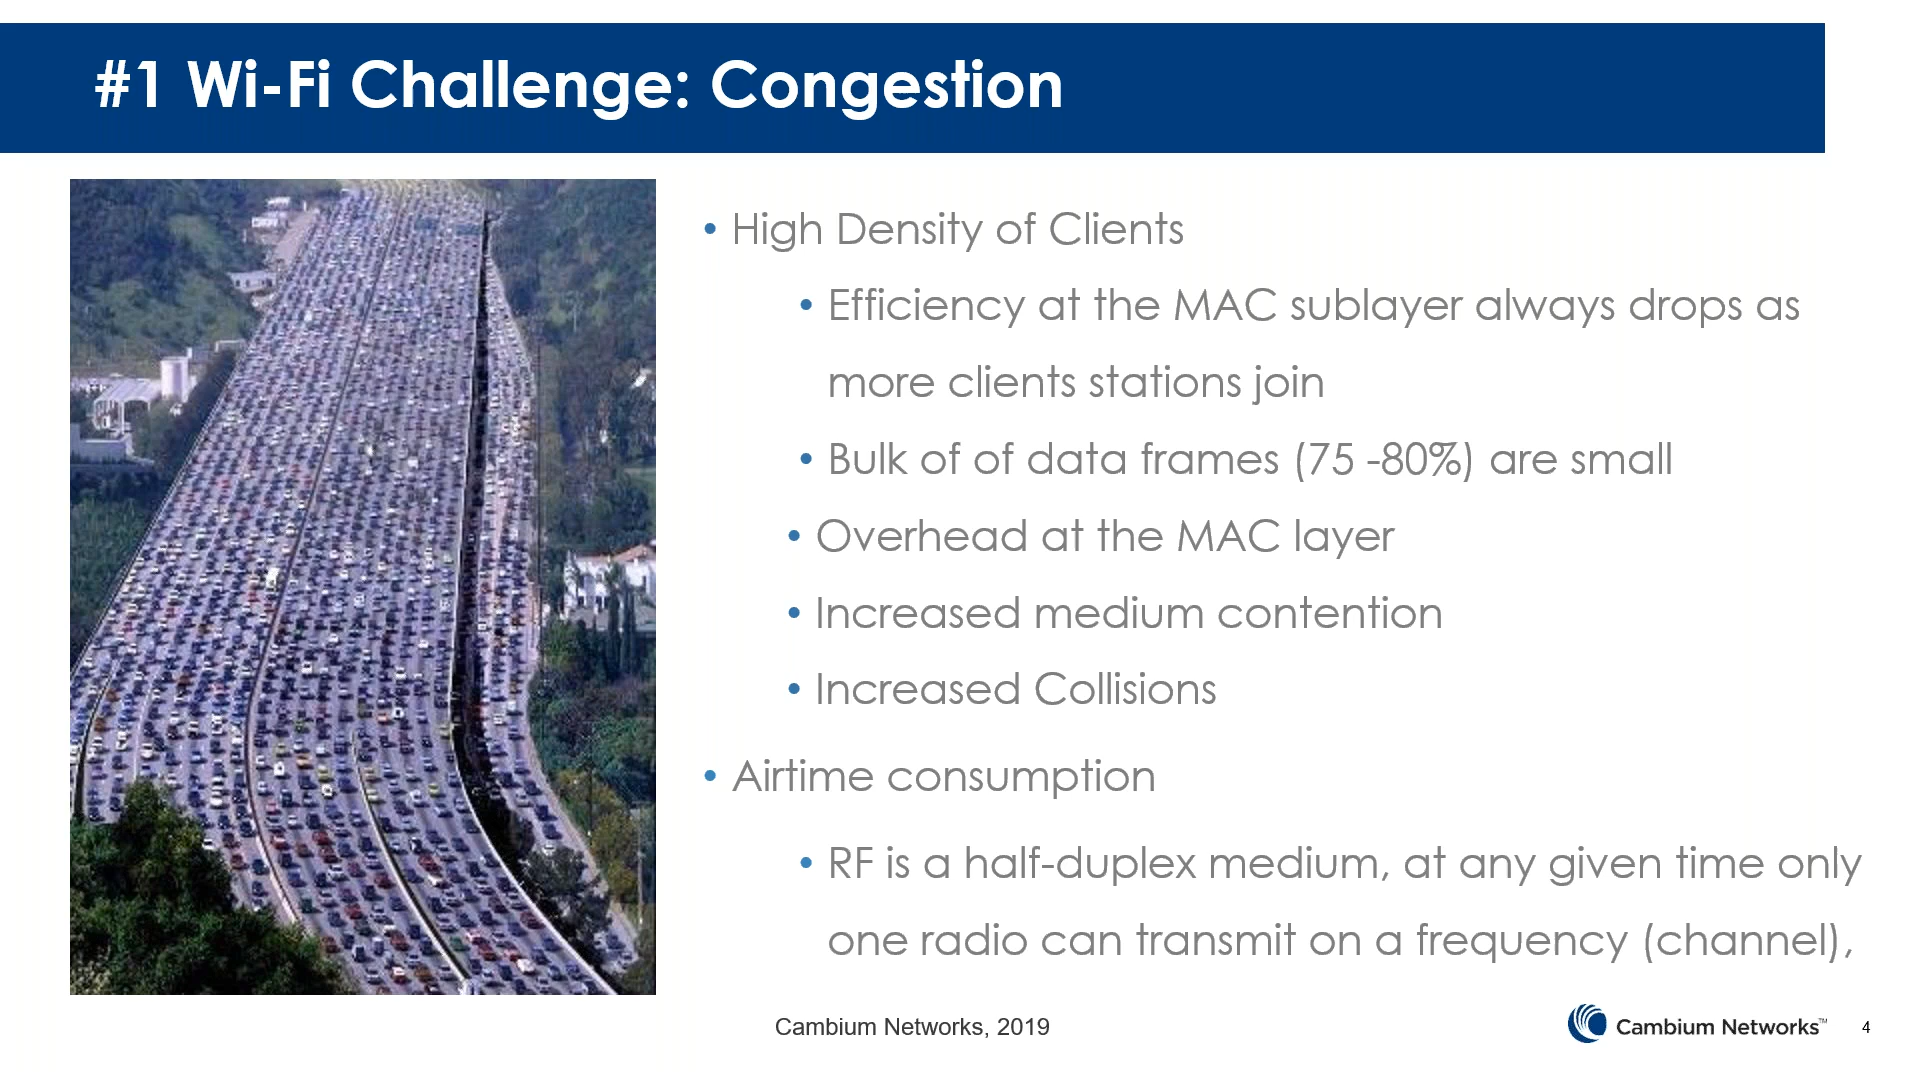 #1 Wi-Fi Challenge: Congestion
• High Density of Clients
• Efficiency at the MAC sublayer always drops as
more clients stations join
• Bulk of of data frames (75 -80%) are small
• Overhead at the MAC layer
• Increased medium contention
• Increased Collisions
• Airtime consumption
• RF is a half-duplex medium, at any given time only
one radio can transmit on a frequency (channel),
Cambium Networks, 2019
Cambium Networks™
4